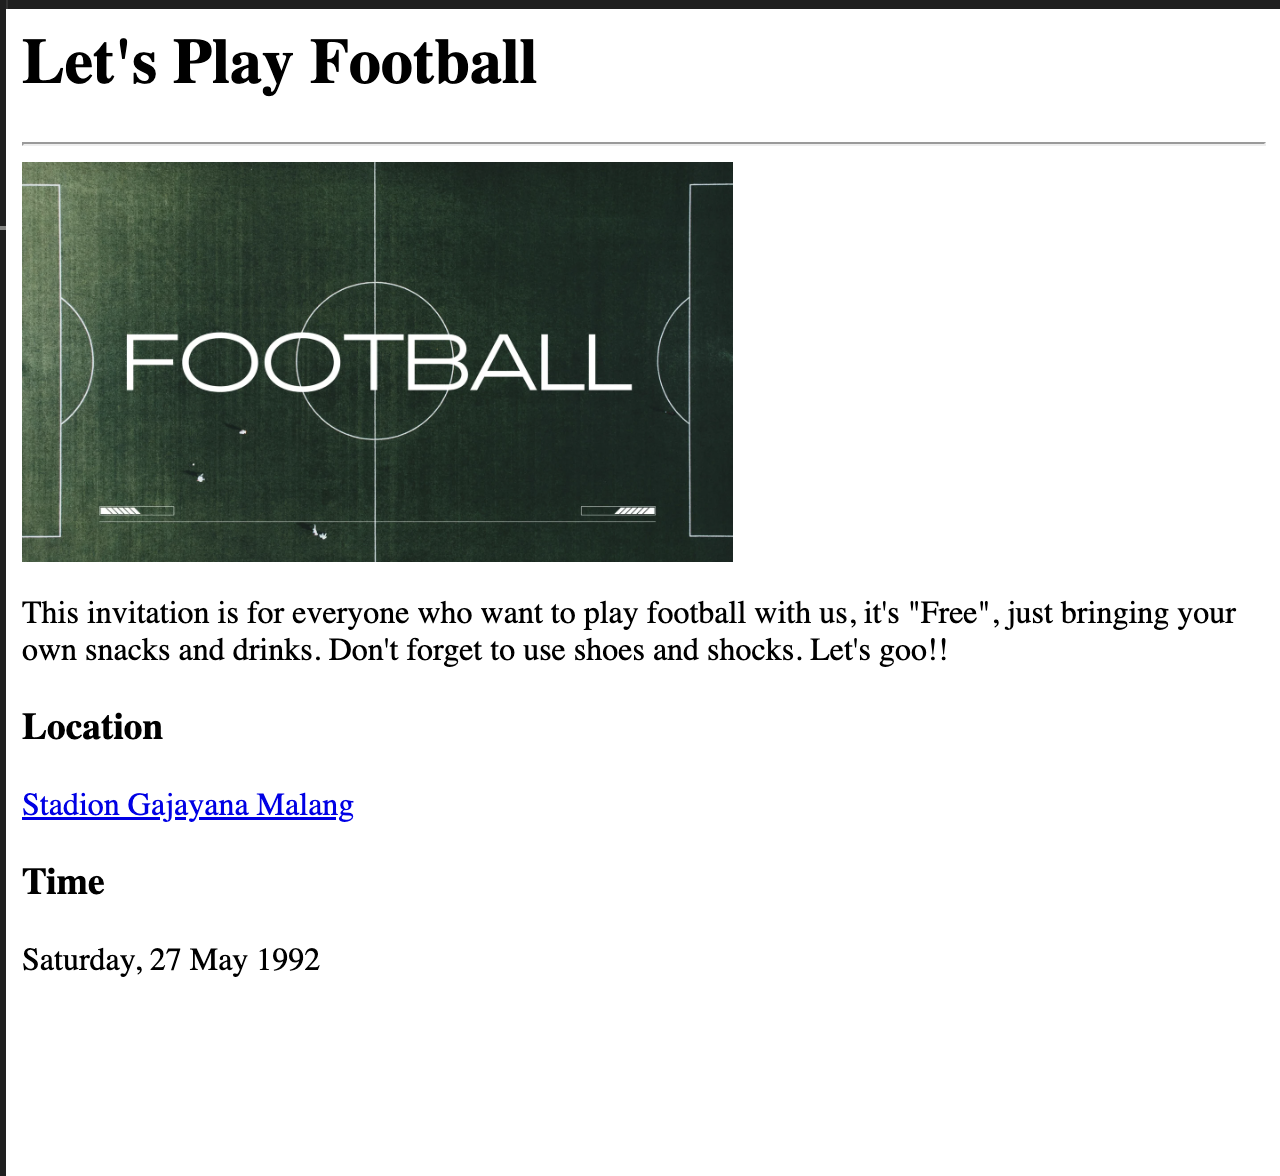 Let's Play Football
FOOTBALL
This invitation is for everyone who want to play football with us, it's "Free", just bringing your
own snacks and drinks. Don't forget to use shoes and shocks. Let's goo!!
Location
Stadion Gajayana Malang
Time
Saturday, 27 May 1992